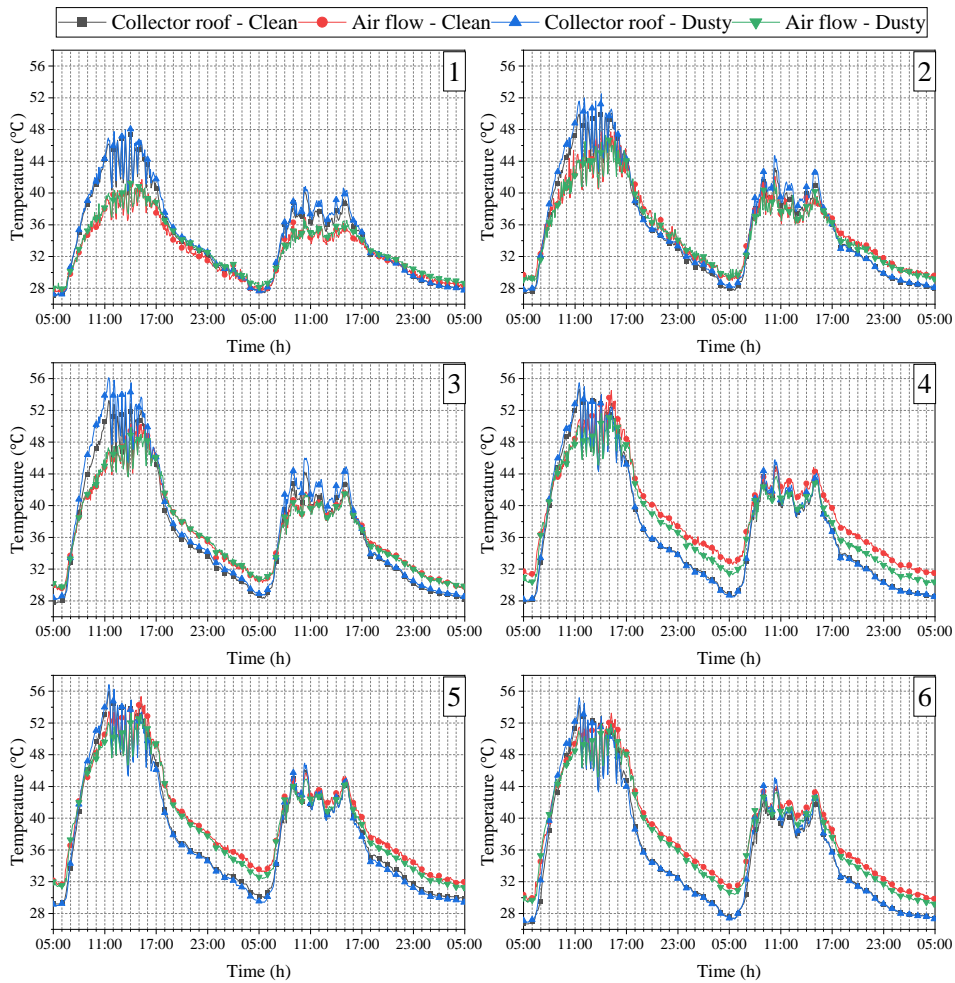 Collector roof - Clean Air flow - Clean Collector roof - Dusty Air flow - Dusty
1
Temperature (°C)
56
52
48
44
40
36
32
28
05:00 11:00 17:00 23:00 05:00 11:00 17:00 23:00 05:00
Time (h)
2
Temperature (°C)
56
52
48
44
40
36
32
28
05:00 11:00 17:00 23:00 05:00 11:00 17:00 23:00 05:00
Time (h)
3
Temperature (°C)
56
52
48
44
40
36
32
28
05:00 11:00 17:00 23:00 05:00 11:00 17:00 23:00 05:00
Time (h)
4
Temperature (°C)
56
52
48
44
40
36
32
28
05:00 11:00 17:00 23:00 05:00 11:00 17:00 23:00 05:00
Time (h)
5
Temperature (°C)
56
52
48
44
40
36
32
28
05:00 11:00 17:00 23:00 05:00 11:00 17:00 23:00 05:00
Time (h)
6
Temperature (°C)
56
52
48
44
40
36
32
28
05:00 11:00 17:00 23:00 05:00 11:00 17:00 23:00 05:00
Time (h)